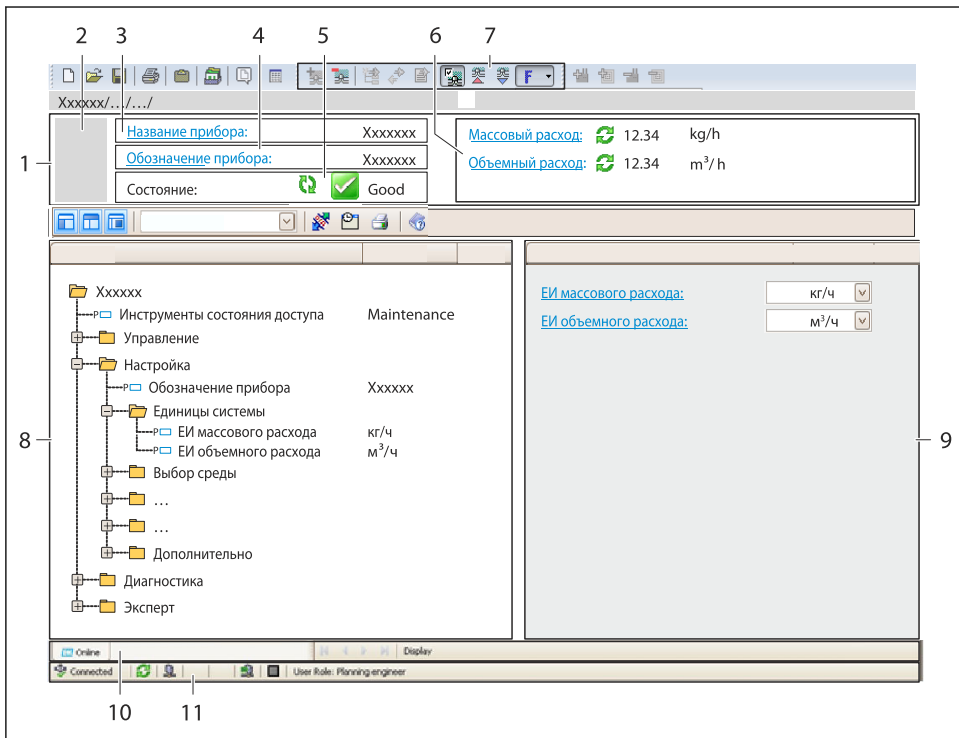 2 3 4 5 6 7
F
Xxxxxx/.../.../
1
Название прибора: Xxxxxxx
Обозначение прибора: Xxxxxxx
Состояние: Good
Массовый расход: 12.34 kg/h
Объемный расход: 12.34 m³/h
Xxxxxx
P Инструменты состояния доступа Maintenance
Управление
Настройка
P Обозначение прибора Xxxxxx
Единицы системы
P ЕИ массового расхода кг/ч
P ЕИ объемного расхода м³/ч
Выбор среды
...
...
Дополнительно
Диагностика
Эксперт
8
ЕИ массового расхода: кг/ч
ЕИ объемного расхода: м³/ч
9
Online Display
Connected User Role: Planning engineer
10 11